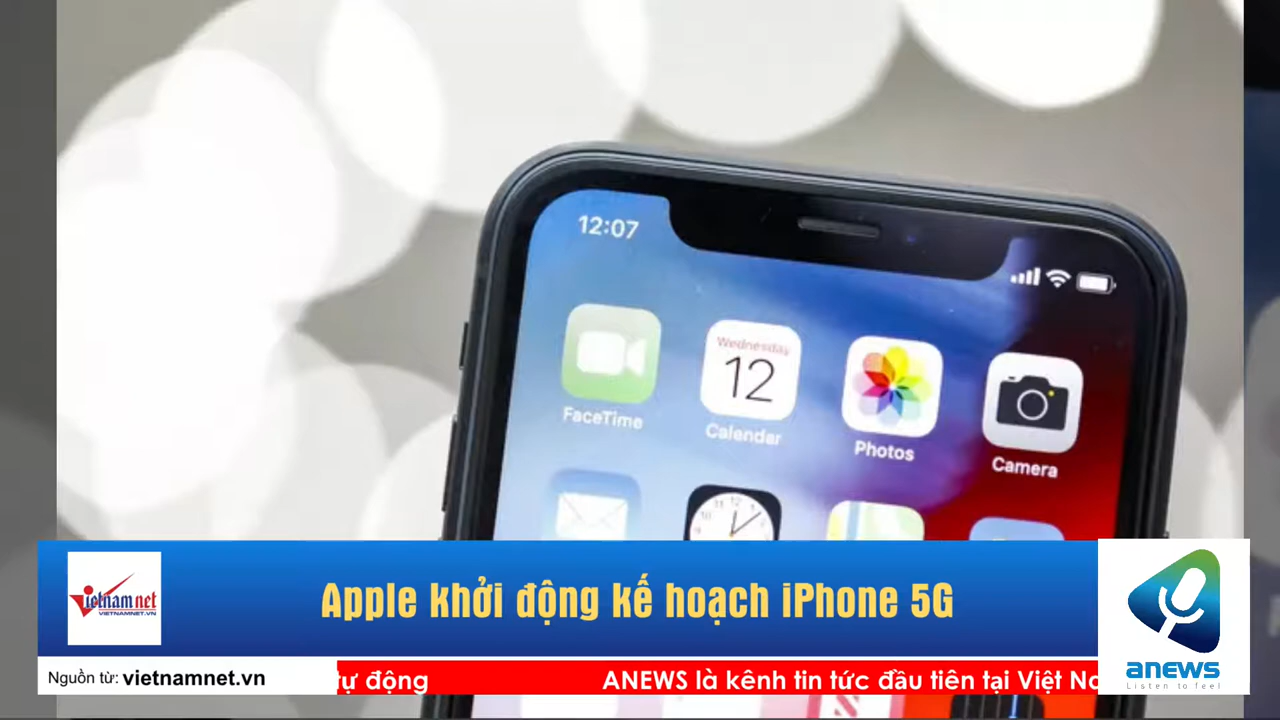 12:07
FaceTime
Wednesday
12
Calendar
Photos
Camera
Vietnamnet
VIETNAMNET.VN
Apple khởi động kế hoạch iPhone 5G
Nguồn từ: vietnamnet.vn
tự động
ANEWS là kênh tin tức đầu tiên tại Việt
anews
Listen to feel